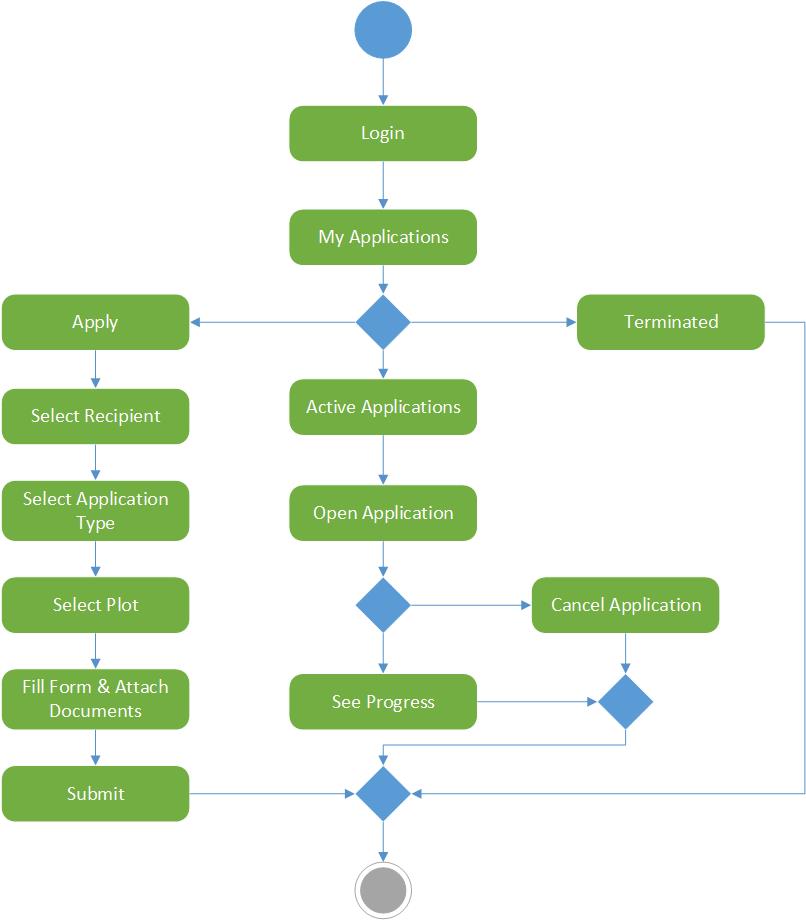 Login
My Applications
Apply
Terminated
Select Recipient
Active Applications
Select Application
Type
Open Application
Select Plot
Cancel Application
Fill Form & Attach
Documents
See Progress
Submit